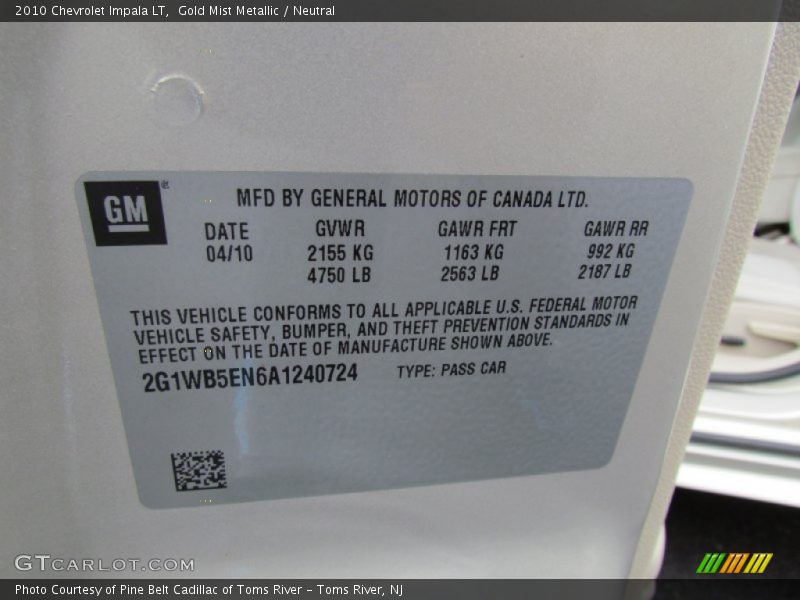 2010 Chevrolet Impala LT,  Gold Mist Metallic / Neutral
GM
MFD BY GENERAL MOTORS OF CANADA LTD.
DATE GVWR GAWR FRT GAWR RR
04/10 2155 KG 1163 KG 992 KG
4750 LB 2563 LB 2187 LB
THIS VEHICLE CONFORMS TO ALL APPLICABLE U.S. FEDERAL MOTOR
VEHICLE SAFETY, BUMPER, AND THEFT PREVENTION STANDARDS IN
EFFECT ON THE DATE OF MANUFACTURE SHOWN ABOVE.
2G1WB5EN6A1240724 TYPE: PASS CAR
GTCARLOT.COM
Photo Courtesy of Pine Belt Cadillac of Toms River – Toms River, NJ